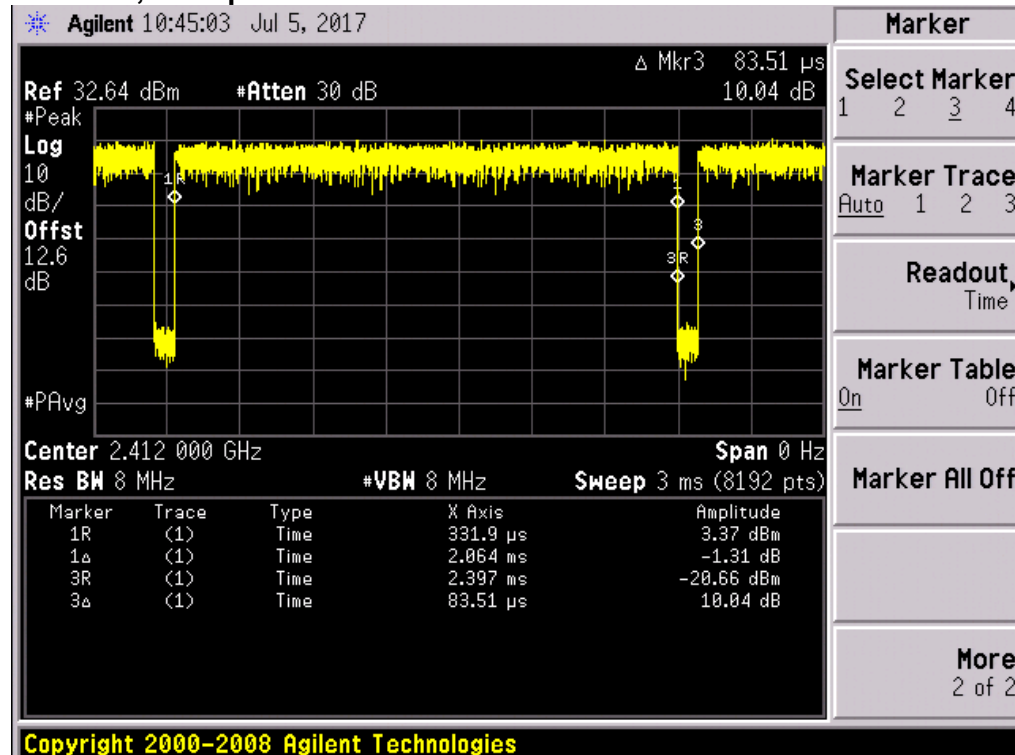 Agilent 10:45:03 Jul 5, 2017
Marker
Δ Mkr3 83.51 µs
Ref 32.64 dBm #Atten 30 dB 10.04 dB
#Peak
Log
10
dB/
Offst
12.6
dB
#PAvg
1R
1
3
3R
Center 2.412 000 GHz Span 0 Hz
Res BW 8 MHz #VBW 8 MHz Sweep 3 ms (8192 pts)
Marker Trace Type X Axis Amplitude
1R (1) Time 331.9 µs 3.37 dBm
1Δ (1) Time 2.064 ms -1.31 dB
3R (1) Time 2.397 ms -20.66 dBm
3Δ (1) Time 83.51 µs 10.04 dB
Select Marker
1 2 3 4
Marker Trace
Auto 1 2 3
Readout
Time
Marker Table
On Off
Marker All Off
More
2 of 2
Copyright 2000-2008 Agilent Technologies